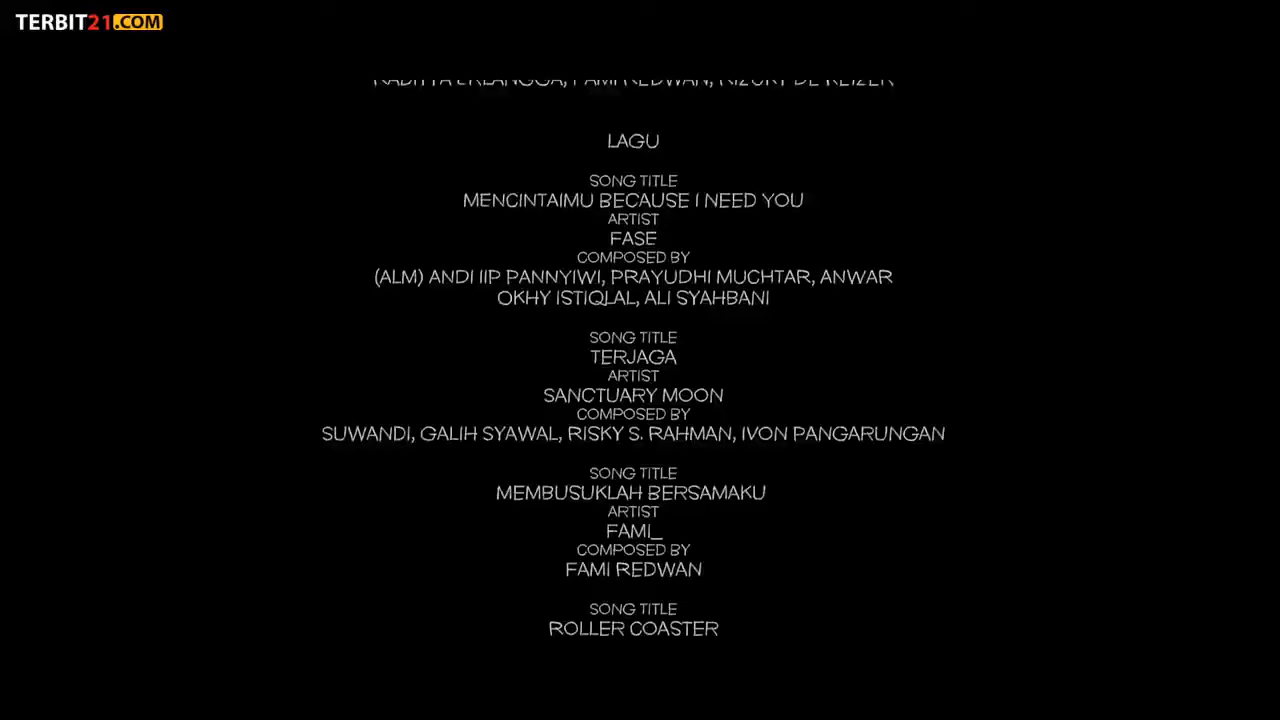 TERBIT21.COM
FAMI REDWAN,
LAGU
SONG TITLE
MENCINTAIMU BECAUSE I NEED YOU
ARTIST
FASE
COMPOSED BY
(ALM) ANDI IIP PANNYIWI, PRAYUDHI MUCHTAR, ANWAR
OKHY ISTIQLAL, ALI SYAHBANI
SONG TITLE
TERJAGA
ARTIST
SANCTUARY MOON
COMPOSED BY
SUWANDI, GALIH SYAWAL, RISKY S. RAHMAN, IVON PANGARUNGAN
SONG TITLE
MEMBUSUKLAH BERSAMAKU
ARTIST
FAMI_
COMPOSED BY
FAMI REDWAN
SONG TITLE
ROLLER COASTER